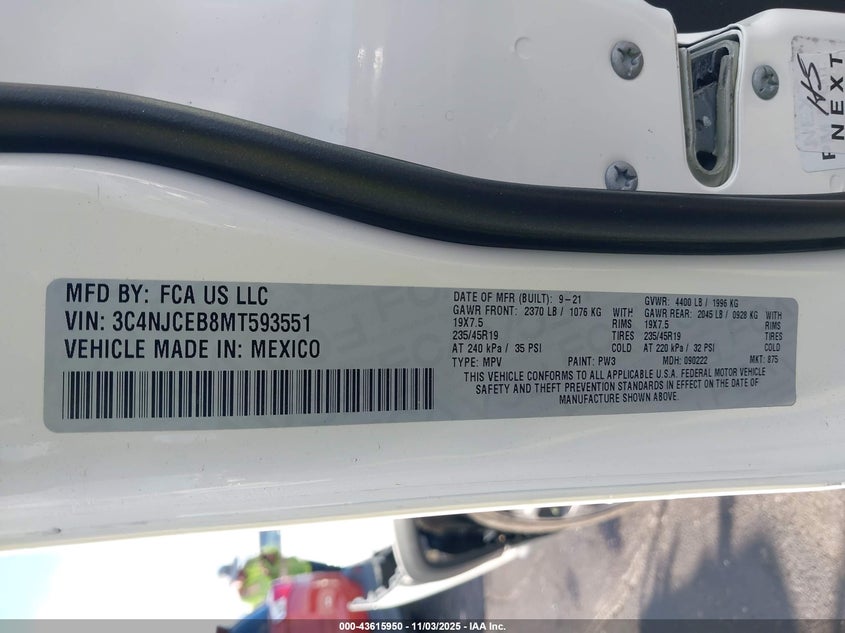 NEXT
MFD BY: FCA US LLC
VIN: 3C4NJCEB8MT593551
VEHICLE MADE IN: MEXICO
DATE OF MFR (BUILT): 9-21 GVWR: 4400 LB / 1996 KG
GAWR FRONT: 2370 LB / 1076 KG WITH GAWR REAR: 2045 LB / 0928 KG WITH
19X7.5 RIMS 19X7.5 RIMS
235/45R19 TIRES 235/45R19 TIRES
AT 240 kPa / 35 PSI COLD AT 220 kPa / 32 PSI COLD
TYPE: MPV PAINT: PW3 MDH: 090222 MKT: 875
THIS VEHICLE CONFORMS TO ALL APPLICABLE U.S.A. FEDERAL MOTOR VEHICLE
SAFETY AND THEFT PREVENTION STANDARDS IN EFFECT ON THE DATE OF
MANUFACTURE SHOWN ABOVE.
000-43615950 - 11/03/2025 - IAA Inc.